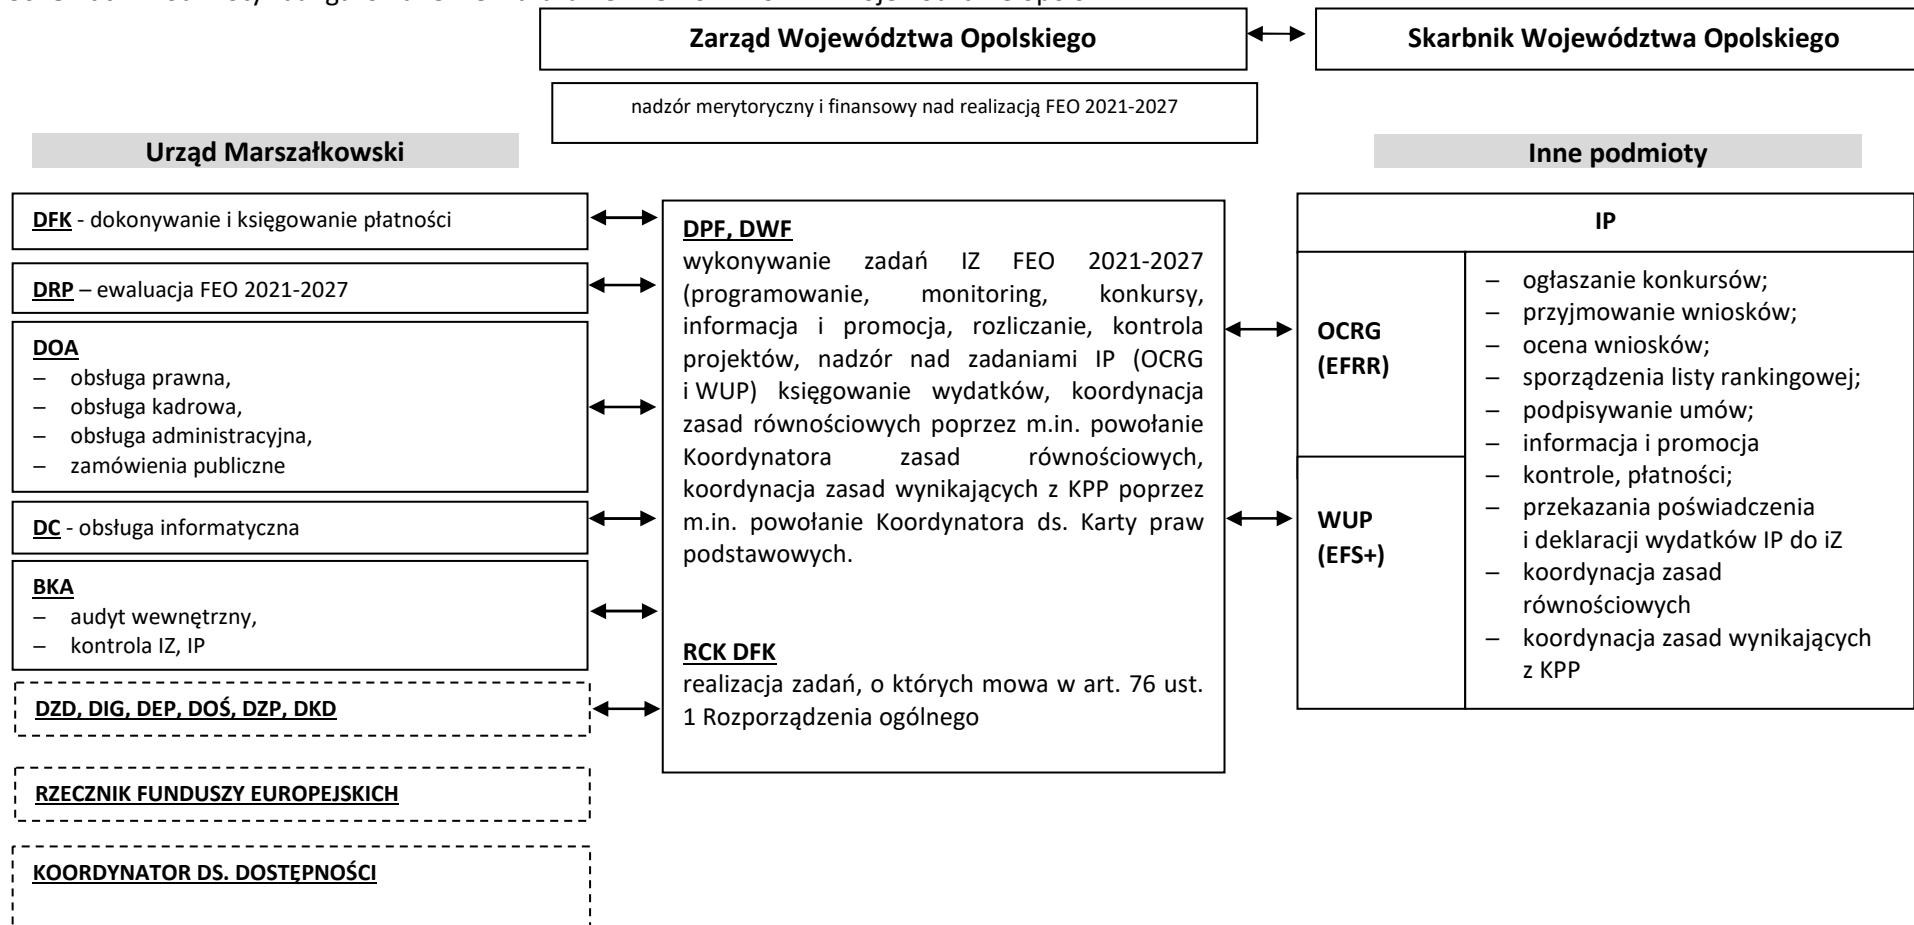 Zarząd Województwa Opolskiego
Skarbnik Województwa Opolskiego
nadzór merytoryczny i finansowy nad realizacją FEO 2021-2027
Urząd Marszałkowski
Inne podmioty
DFK - dokonywanie i księgowanie płatności
DRP – ewaluacja FEO 2021-2027
DOA
– obsługa prawna,
– obsługa kadrowa,
– obsługa administracyjna,
– zamówienia publiczne
DC - obsługa informatyczna
BKA
– audyt wewnętrzny,
– kontrola IZ, IP
DZD, DIG, DEP, DOŚ, DZP, DKD
RZECZNIK FUNDUSZY EUROPEJSKICH
KOORDYNATOR DS. DOSTĘPNOŚCI
DPF, DWF
wykonywanie zadań IZ FEO 2021-2027
(programowanie, monitoring, konkursy,
informacja i promocja, rozliczanie, kontrola
projektów, nadzór nad zadaniami IP (OCRG
i WUP) księgowanie wydatków, koordynacja
zasad równościowych poprzez m.in. powołanie
Koordynatora zasad równościowych,
koordynacja zasad wynikających z KPP poprzez
m.in. powołanie Koordynatora ds. Karty praw
podstawowych.
RCK DFK
realizacja zadań, o których mowa w art. 76 ust.
1 Rozporządzenia ogólnego
IP
OCRG
(EFRR)
WUP
(EFS+)
– ogłaszanie konkursów;
– przyjmowanie wniosków;
– ocena wniosków;
– sporządzenia listy rankingowej;
– podpisywanie umów;
– informacja i promocja
– kontrole, płatności;
– przekazania poświadczenia
i deklaracji wydatków IP do iZ
– koordynacja zasad
równościowych
– koordynacja zasad wynikających
z KPP